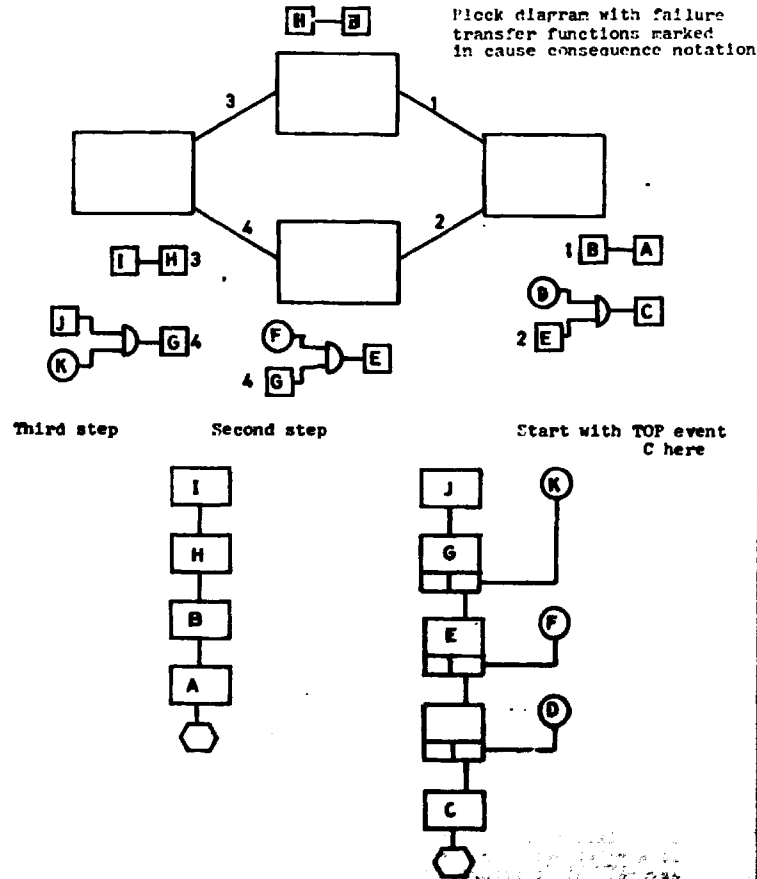 H B
Block diagram with failure
transfer functions marked
in cause consequence notation
3
1
4
2
I H 3
1 B A
D
C
2 E
J
G 4
K
F
E
4 G
Third step
Second step
Start with TOP event
C here
I
H
B
A
J
K
G
E
F
D
C